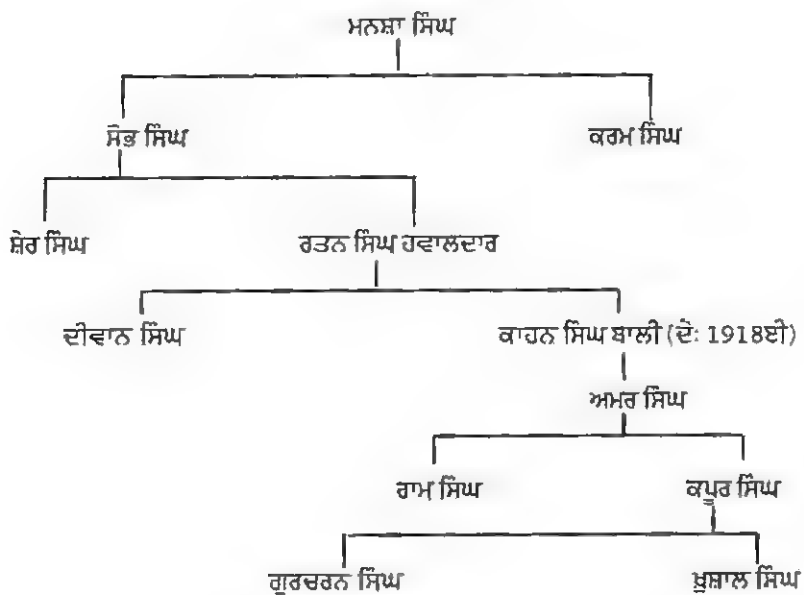 ਮਨਸ਼ਾ ਸਿੰਘ
ਸੋਭ ਸਿੰਘ ਕਰਮ ਸਿੰਘ
ਸ਼ੇਰ ਸਿੰਘ ਰਤਨ ਸਿੰਘ ਹਵਾਲਦਾਰ
ਦੀਵਾਨ ਸਿੰਘ ਕਾਹਨ ਸਿੰਘ ਬਾਲੀ (ਦੇ: 1918ਈ)
ਅਮਰ ਸਿੰਘ
ਰਾਮ ਸਿੰਘ ਕਪੂਰ ਸਿੰਘ
ਗੁਰਚਰਨ ਸਿੰਘ ਖ਼ੁਸ਼ਾਲ ਸਿੰਘ